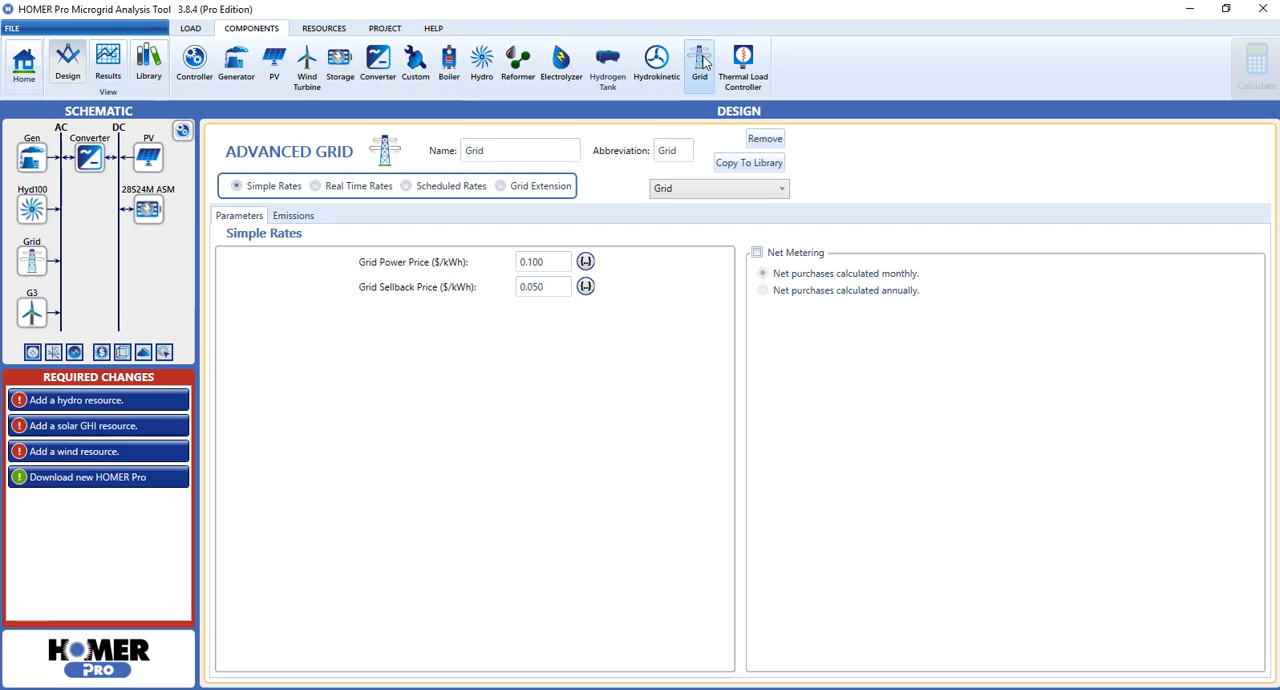 HOMER Pro Microgrid Analysis Tool 3.8.4 (Pro Edition)
FILE LOAD COMPONENTS RESOURCES PROJECT HELP
Home Design Results Library View
Controller Generator PV Wind Turbine Storage Converter Custom Boiler Hydro Reformer Electrolyzer Hydrogen Tank Hydrokinetic Grid Thermal Load Controller
Calculate
SCHEMATIC
AC DC
Gen Converter PV
Hyd100 28S24M ASM
Grid
G3
REQUIRED CHANGES
! Add a hydro resource.
! Add a solar GHI resource.
! Add a wind resource.
! Download new HOMER Pro
HOMER
Pro
DESIGN
ADVANCED GRID
Name: Grid
Abbreviation: Grid
Remove
Copy To Library
Simple Rates Real Time Rates Scheduled Rates Grid Extension
Grid
Parameters Emissions
Simple Rates
Grid Power Price ($/kWh): 0.100 {..}
Grid Sellback Price ($/kWh): 0.050 {..}
Net Metering
Net purchases calculated monthly.
Net purchases calculated annually.